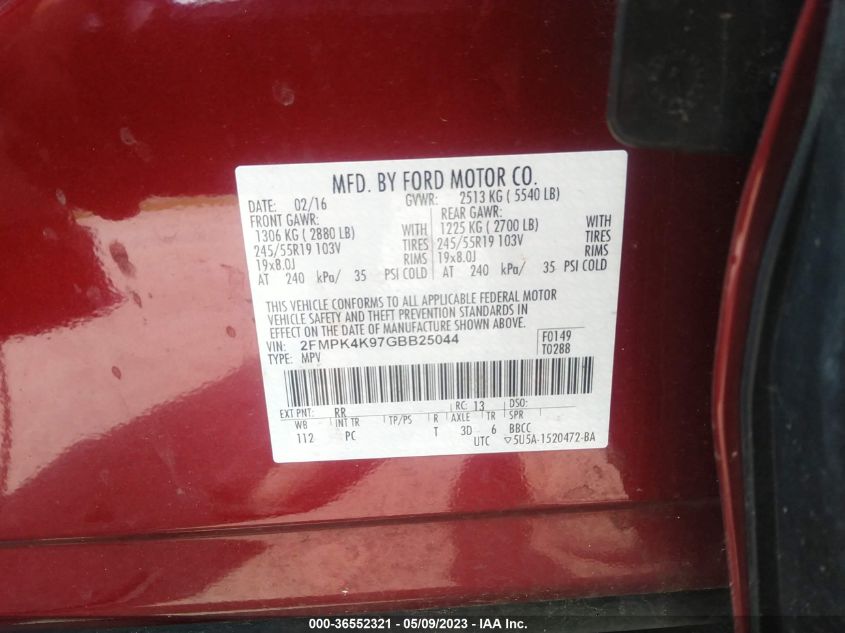 MFD. BY FORD MOTOR CO.
DATE: 02/16 GVWR: 2513 KG ( 5540 LB)
FRONT GAWR: REAR GAWR:
1306 KG ( 2880 LB) WITH 1225 KG ( 2700 LB) WITH
245/55R19 103V TIRES 245/55R19 103V TIRES
19x8.0J RIMS 19x8.0J RIMS
AT 240 kPa/ 35 PSI COLD AT 240 kPa/ 35 PSI COLD
THIS VEHICLE CONFORMS TO ALL APPLICABLE FEDERAL MOTOR
VEHICLE SAFETY AND THEFT PREVENTION STANDARDS IN
EFFECT ON THE DATE OF MANUFACTURE SHOWN ABOVE.
VIN: 2FMPK4K97GBB25044 F0149
TYPE: MPV T0288
EXT PNT: RR RC: 13 DSO:
WB INT TR TP/PS R AXLE TR SPR
112 PC T 3D 6 BBCC
UTC ▽5U5A-1520472-BA
000-36552321 - 05/09/2023 - IAA Inc.